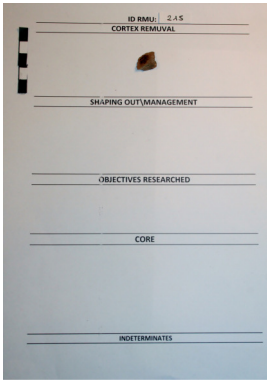 ID RMU: 215
CORTEX REMUVAL
SHAPING OUT\MANAGEMENT
OBJECTIVES RESEARCHED
CORE
INDETERMINATES